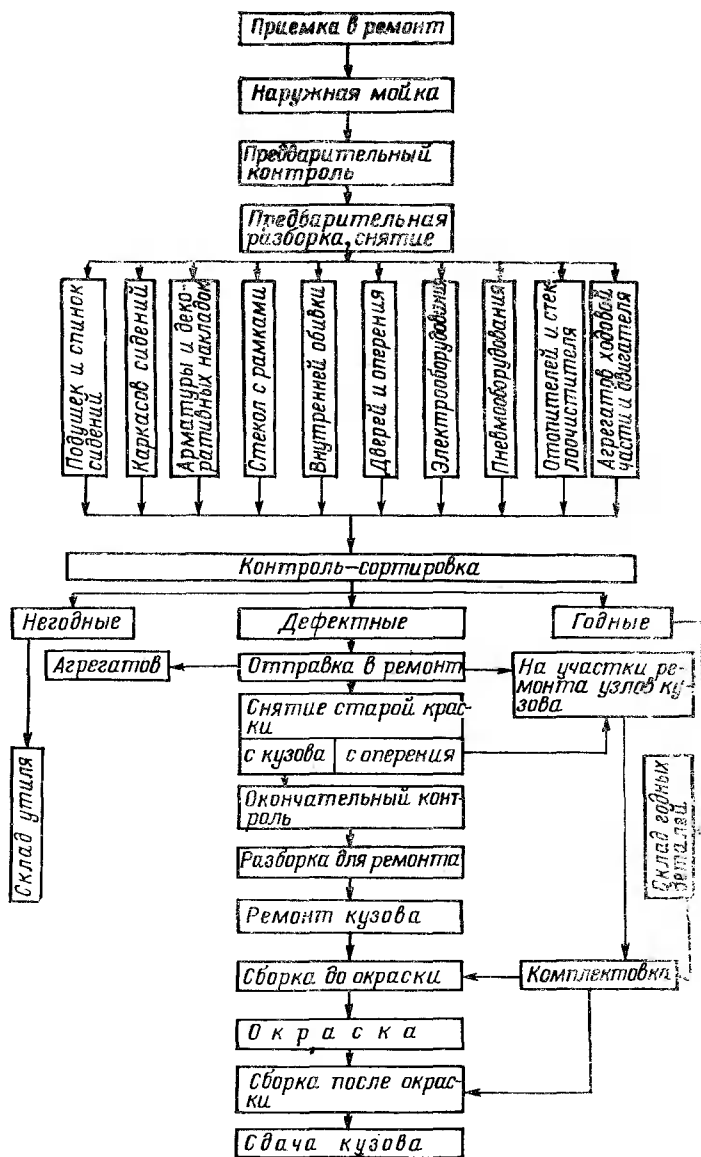 Приемка в ремонт
Наружная мойка
Предварительный
контроль
Предварительная
разборка, снятие
Подушек и спинок
сидений
Каркасов сидений
Арматуры и деко-
ративных накладок
Стекол с рамками
Внутренней обивки
Дверей и оперения
Электрооборудования
Пневмооборудования
Отопителей и стек-
лоочистителя
Агрегатов ходовой
части и двигателя
Контроль-сортировка
Негодные
Дефектные
Годные
Агрегатов
Отправка в ремонт
На участки ре-
монта узлов ку-
зова
Снятие старой крас-
ки
с кузова
с оперения
Склад утиля
Окончательный конт-
роль
Склад годных
деталей
Разборка для ремонта
Ремонт кузова
Сборка до окраски
Комплектовка
Окраска
Сборка после окрас-
ки
Сдача кузова